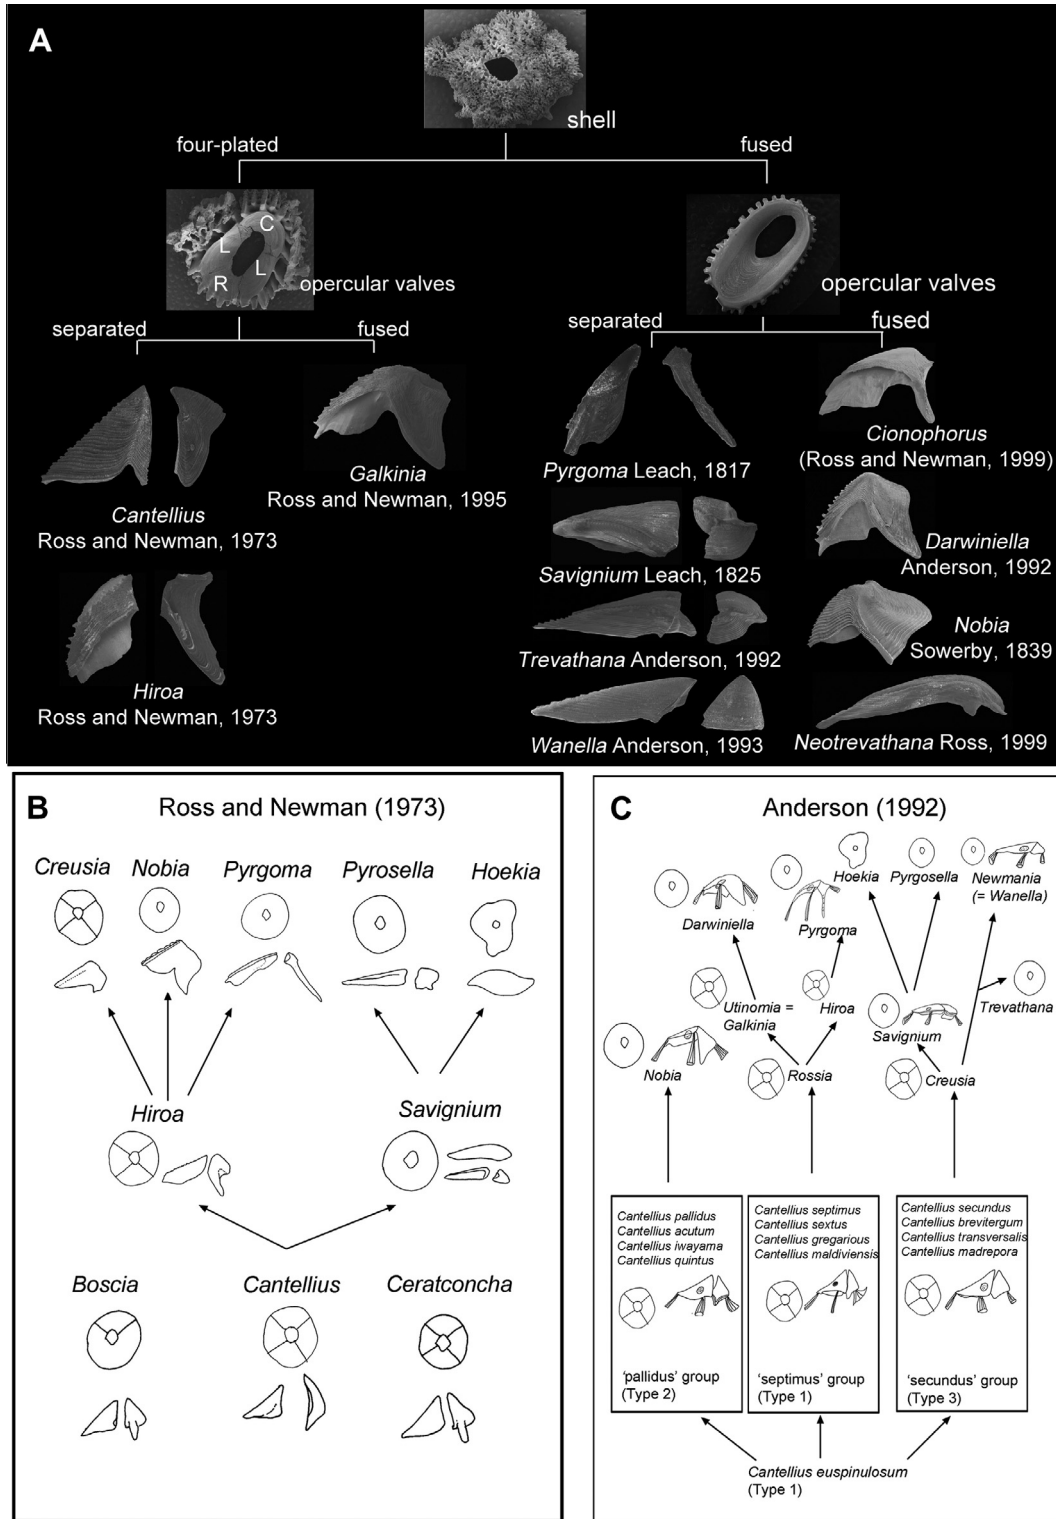 A
shell
four-plated
fused
C
L
L
R
opercular valves
opercular valves
separated
fused
separated
fused
Cantellius
Ross and Newman, 1973
Galkinia
Ross and Newman, 1995
Hiroa
Ross and Newman, 1973
Pyrgoma Leach, 1817
Savignium Leach, 1825
Trevathana Anderson, 1992
Wanella Anderson, 1993
Cionophorus
(Ross and Newman, 1999)
Darwiniella
Anderson, 1992
Nobia
Sowerby, 1839
Neotrevathana Ross, 1999
B
Ross and Newman (1973)
Creusia
Nobia
Pyrgoma
Pyrosella
Hoekia
Hiroa
Savignium
Boscia
Cantellius
Ceratconcha
C
Anderson (1992)
Hoekia
Pyrgosella
Newmania
(= Wanella)
Darwiniella
Pyrgoma
Trevathana
Utinomia =
Galkinia
Hiroa
Savignium
Nobia
Rossia
Creusia
Cantellius pallidus
Cantellius acutum
Cantellius iwayama
Cantellius quintus
'pallidus' group
(Type 2)
Cantellius septimus
Cantellius sextus
Cantellius gregarious
Cantellius maldiviensis
'septimus' group
(Type 1)
Cantellius secundus
Cantellius brevitergum
Cantellius transversalis
Cantellius madrepora
'secundus' group
(Type 3)
Cantellius euspinulosum
(Type 1)